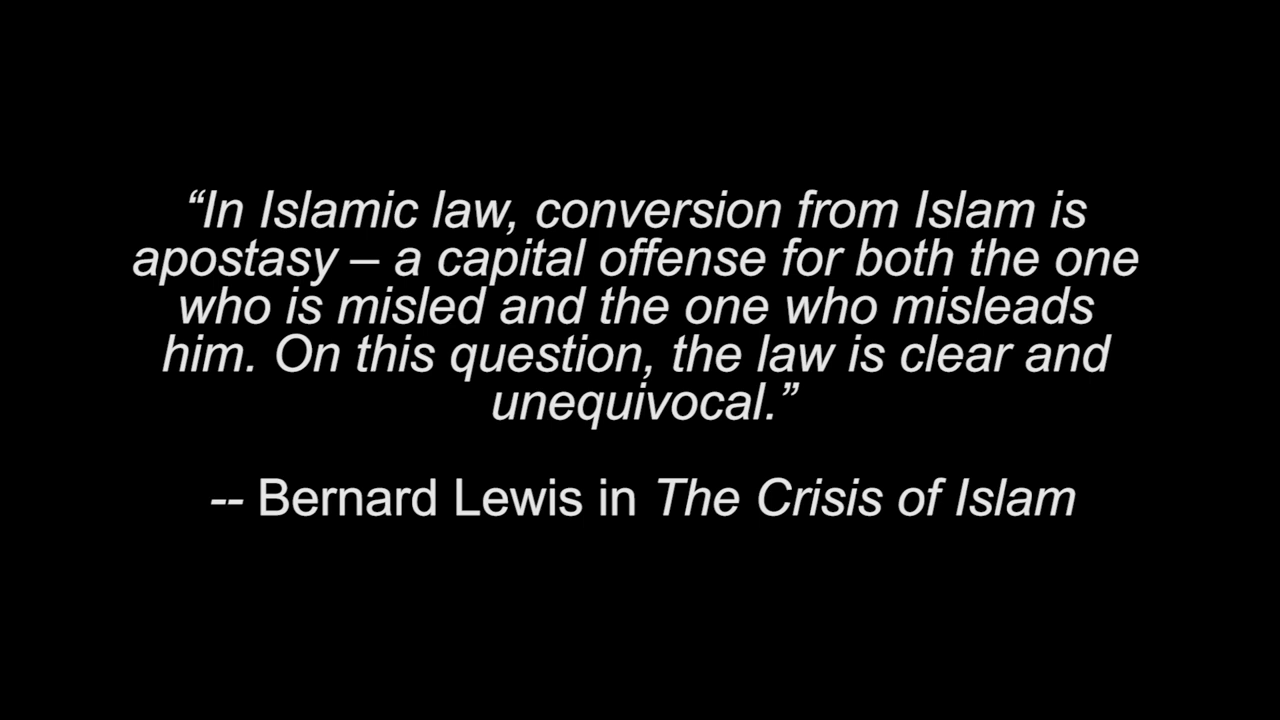 “In Islamic law, conversion from Islam is
apostasy – a capital offense for both the one
who is misled and the one who misleads
him. On this question, the law is clear and
unequivocal.”
-- Bernard Lewis in The Crisis of Islam